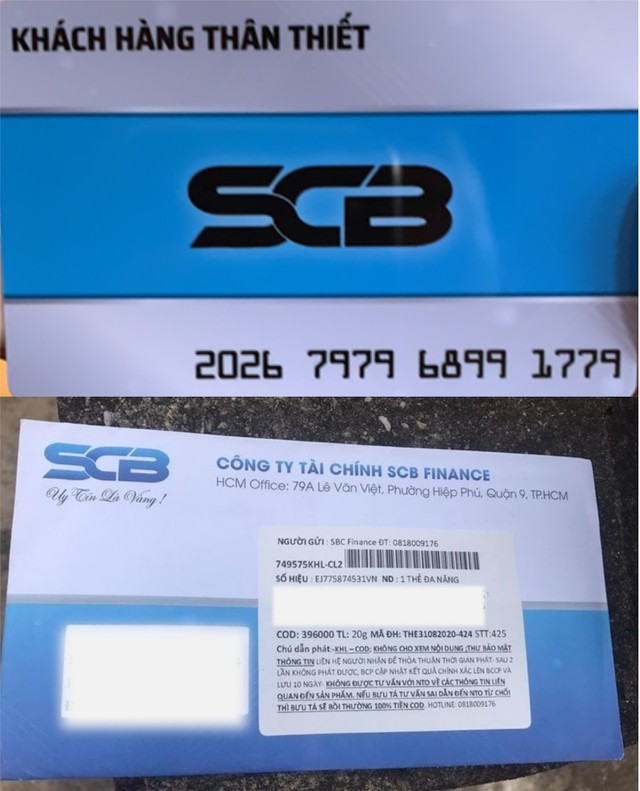 KHÁCH HÀNG THÂN THIẾT
SCB
2026 7979 6899 1779
SCB
Uy Tín Là Vàng !
CÔNG TY TÀI CHÍNH SCB FINANCE
HCM Office: 79A Lê Văn Việt, Phường Hiệp Phú, Quận 9, TP.HCM
NGƯỜI GỬI : SBC Finance ĐT: 0818009176
749575KHL-CL2
SỐ HIỆU : EJ775874531VN ND : 1 THẺ ĐA NĂNG
COD: 396000 TL: 20g MÃ ĐH: THE31082020-424 STT:425
Chú dẫn phát:-KHL – COD: KHÔNG CHO XEM NỘI DUNG ;THƯ BẢO MẬT
THÔNG TIN LIÊN HỆ NGƯỜI NHẬN ĐỂ THỎA THUẬN THỜI GIAN PHÁT- SAU 2
LẦN KHÔNG PHÁT ĐƯỢC, BCP CẬP NHẬT KẾT QUẢ CHÍNH XÁC LÊN BCCP VÀ
LƯU 10 NGÀY- KHÔNG ĐƯỢC TƯ VẤN VỚI NTO VỀ CÁC THÔNG TIN LIÊN
QUAN ĐẾN SẢN PHẨM. NẾU BƯU TÁ TƯ VẤN SAI DẪN ĐẾN NTO TỪ CHỐI
THÌ BƯU TÁ SẼ BỒI THƯỜNG 100% TIỀN COD. HOTLINE: 0818009176